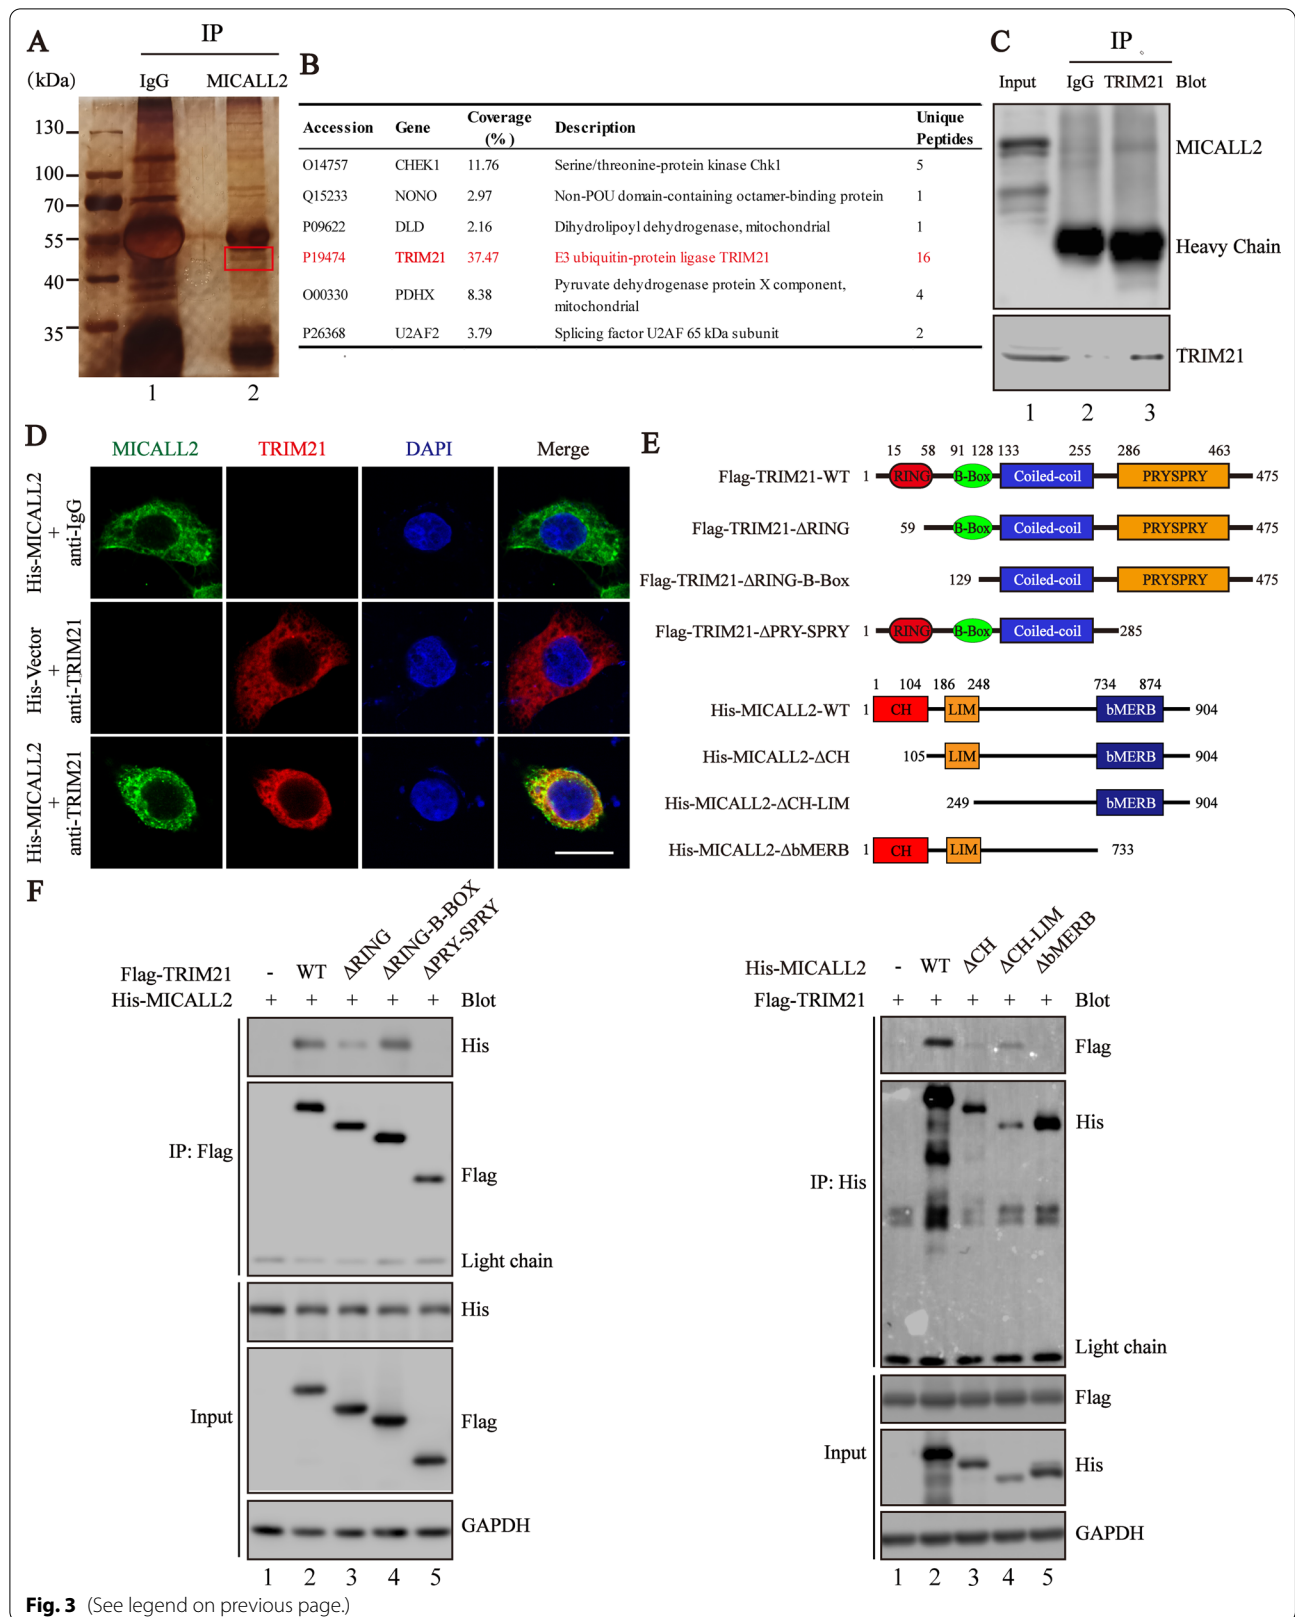 A
IP
(kDa)
IgG MICALL2
130
100
70
55
40
35
1 2
B
Accession Gene Coverage (%) Description Unique Peptides
O14757 CHEK1 11.76 Serine/threonine-protein kinase Chk1 5
Q15233 NONO 2.97 Non-POU domain-containing octamer-binding protein 1
P09622 DLD 2.16 Dihydrolipoyl dehydrogenase, mitochondrial 1
P19474 TRIM21 37.47 E3 ubiquitin-protein ligase TRIM21 16
O00330 PDHX 8.38 Pyruvate dehydrogenase protein X component, mitochondrial 4
P26368 U2AF2 3.79 Splicing factor U2AF 65 kDa subunit 2
C
IP
Input IgG TRIM21 Blot
MICALL2
Heavy Chain
TRIM21
1 2 3
D
MICALL2 TRIM21 DAPI Merge
His-MICALL2 + anti-IgG
His-Vector + anti-TRIM21
His-MICALL2 + anti-TRIM21
E
15 58 91 128 133 255 286 463
Flag-TRIM21-WT 1 RING B-Box Coiled-coil PRYSPRY 475
Flag-TRIM21-ΔRING 59 B-Box Coiled-coil PRYSPRY 475
Flag-TRIM21-ΔRING-B-Box 129 Coiled-coil PRYSPRY 475
Flag-TRIM21-ΔPRY-SPRY 1 RING B-Box Coiled-coil 285
1 104 186 248 734 874
His-MICALL2-WT 1 CH LIM bMERB 904
His-MICALL2-ΔCH 105 LIM bMERB 904
His-MICALL2-ΔCH-LIM 249 bMERB 904
His-MICALL2-ΔbMERB 1 CH LIM 733
F
Flag-TRIM21 - WT ΔRING ΔRING-B-BOX ΔPRY-SPRY
His-MICALL2 + + + + + Blot
IP: Flag
His
Flag
Light chain
Input
His
Flag
GAPDH
1 2 3 4 5
His-MICALL2 - WT ΔCH ΔCH-LIM ΔbMERB
Flag-TRIM21 + + + + + Blot
IP: His
Flag
His
Light chain
Input
Flag
His
GAPDH
1 2 3 4 5
Fig. 3 (See legend on previous page.)